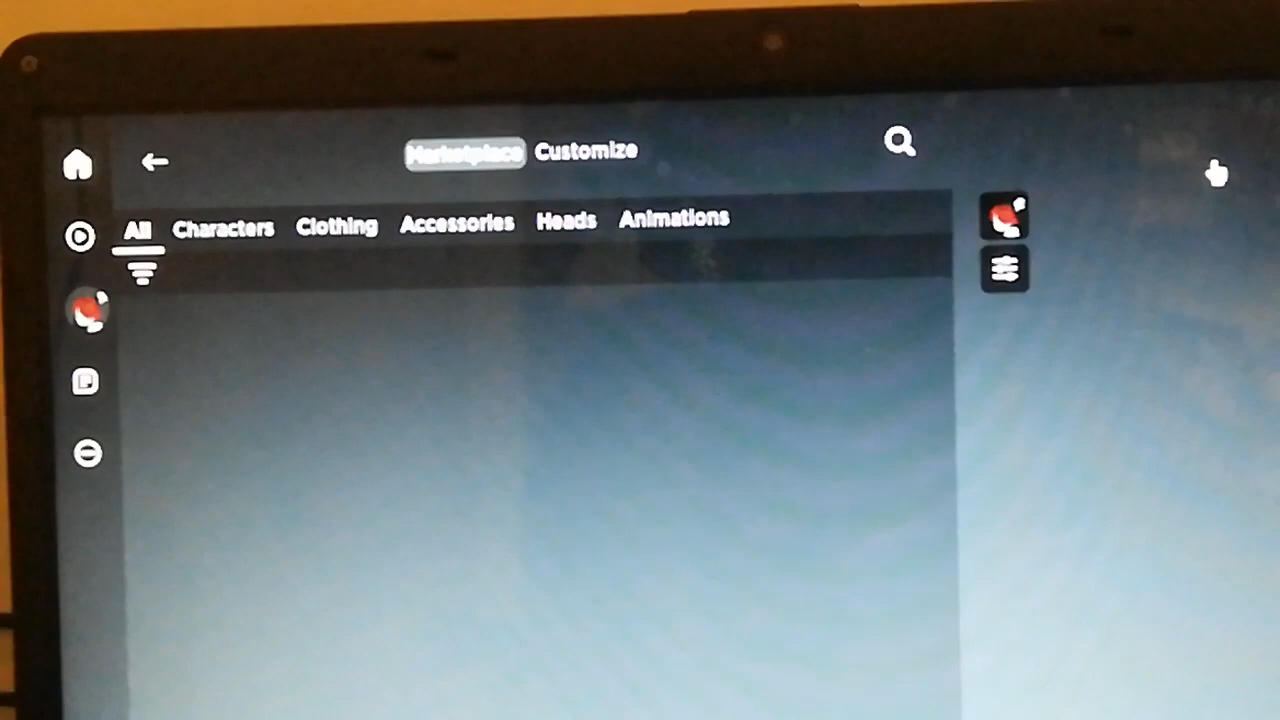 Marketplace Customize
All Characters Clothing Accessories Heads Animations